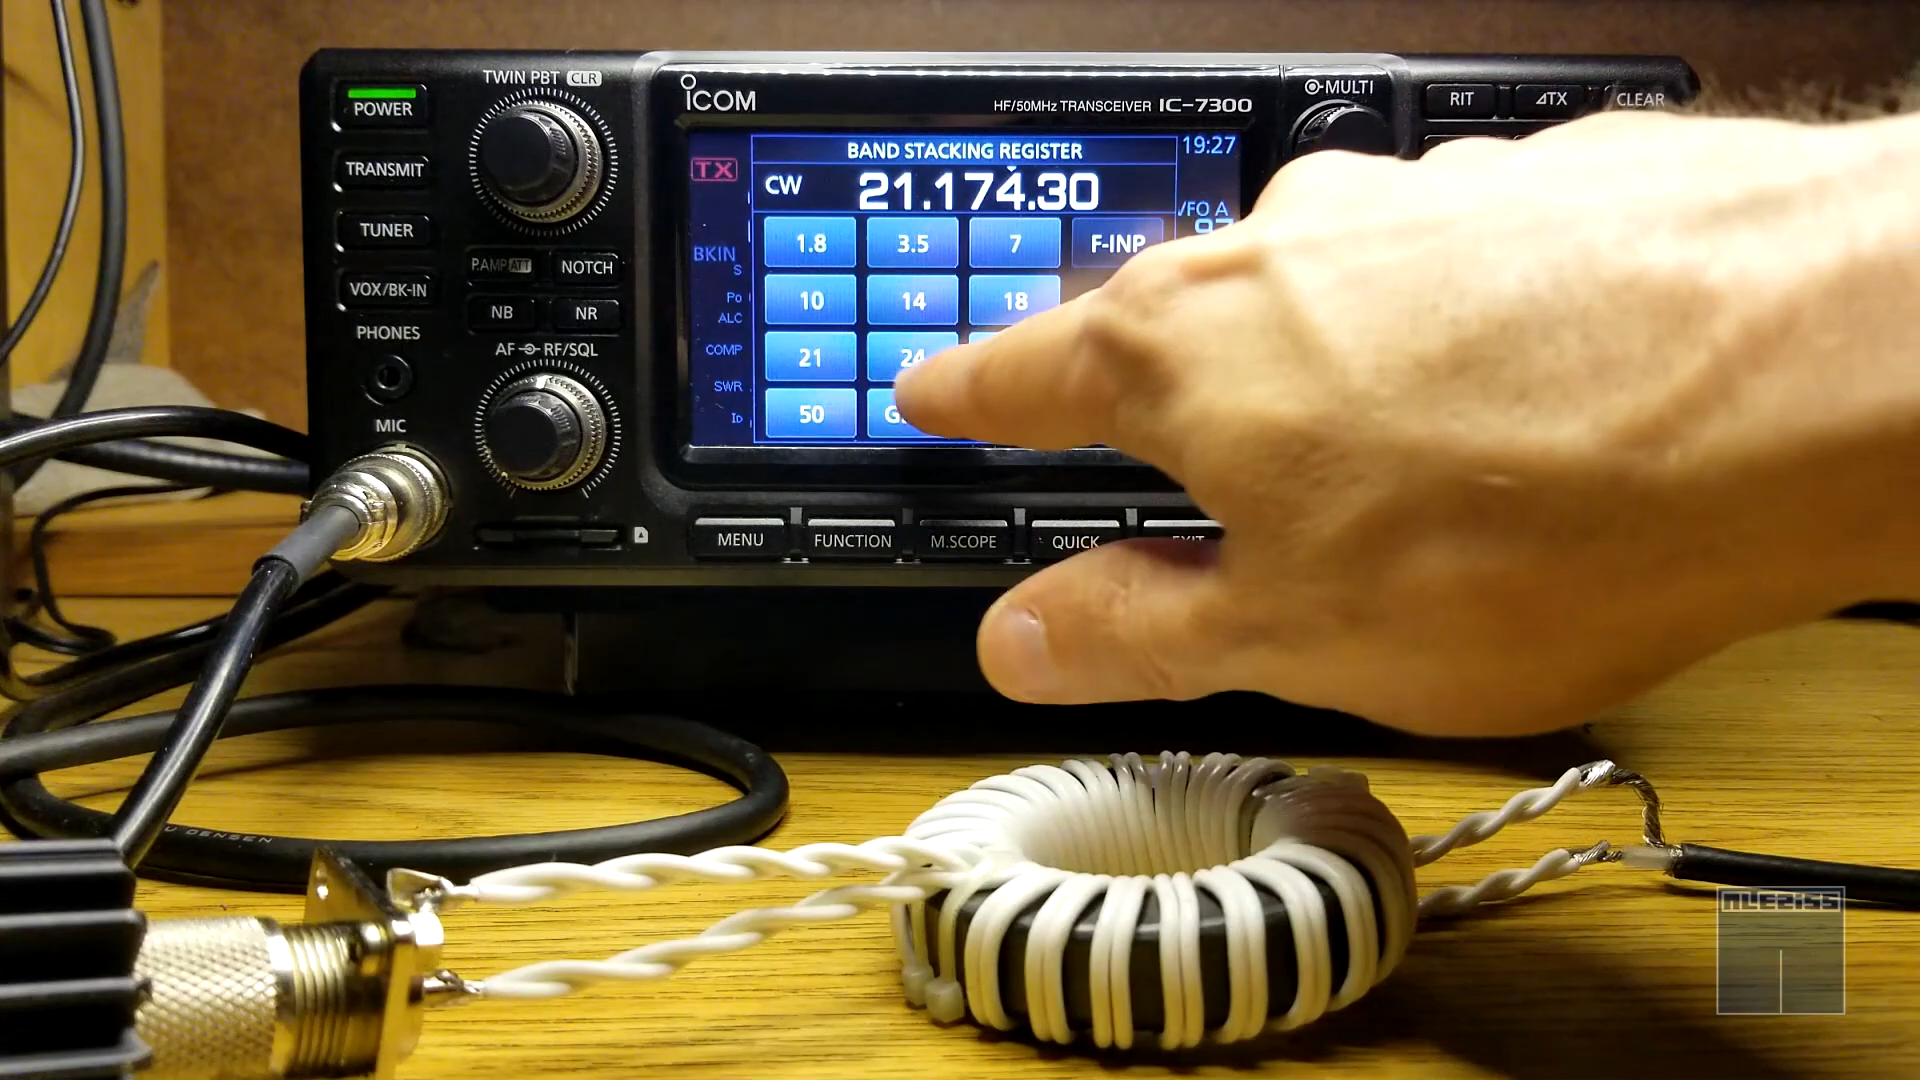 POWER
TRANSMIT
TUNER
VOX/BK-IN
PHONES
MIC
TWIN PBT CLR
P.AMP ATT
NOTCH
NB
NR
AF RF/SQL
ICOM
HF/50MHz TRANSCEIVER IC-7300
BAND STACKING REGISTER
19:27
TX
CW
21.174.30
VFO A
BKIN
S
Po
ALC
COMP
SWR
ID
1.8
3.5
7
F-INP
10
14
18
21
24
50
MENU
FUNCTION
M.SCOPE
QUICK
EXIT
MULTI
RIT
ΔTX
CLEAR
ALEZISS